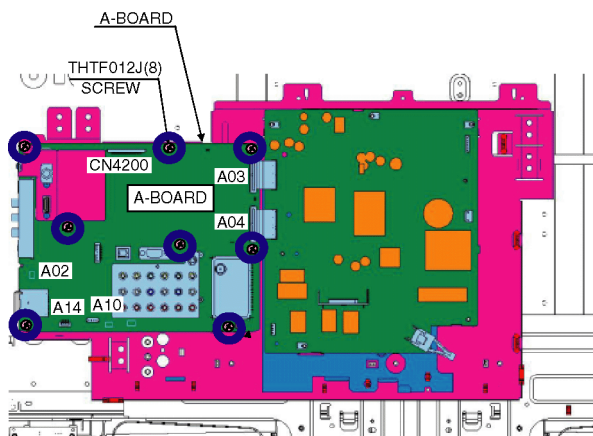 A-BOARD
THTF012J(8)
SCREW
CN4200
A03
A-BOARD
A04
A02
A14
A10